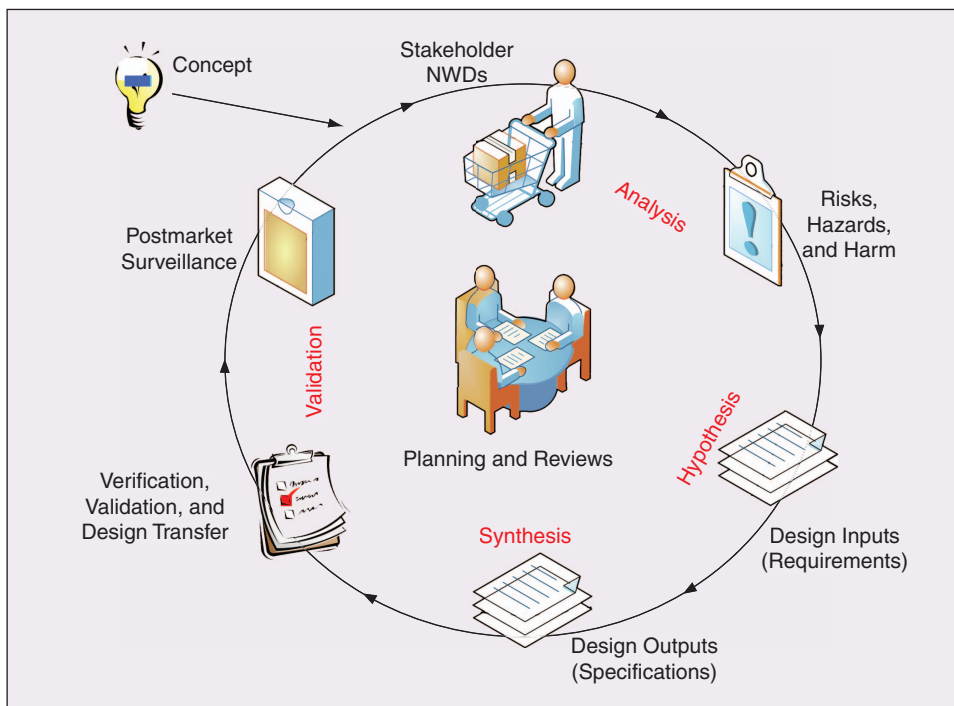 Concept
Stakeholder
NWDs
Analysis
Risks,
Hazards,
and Harm
Postmarket
Surveillance
Validation
Hypothesis
Planning and Reviews
Verification,
Validation, and
Design Transfer
Synthesis
Design Inputs
(Requirements)
Design Outputs
(Specifications)